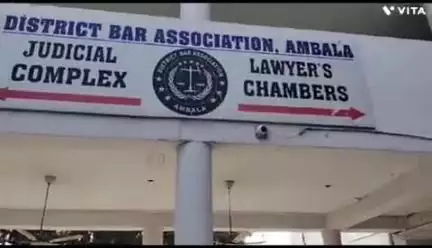 VITA
DISTRICT BAR ASSOCIATION, AMBALA
JUDICIAL
COMPLEX
DISTRICT BAR ASSOCIATION
AMBALA
LAWYER'S
CHAMBERS